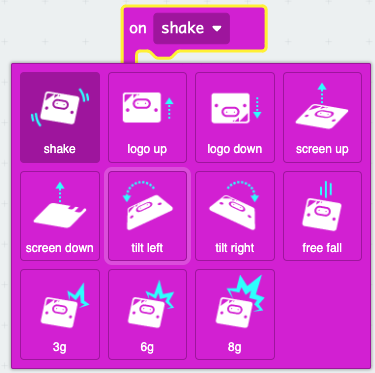 on shake
shake
logo up
logo down
screen up
screen down
tilt left
tilt right
free fall
3g
6g
8g